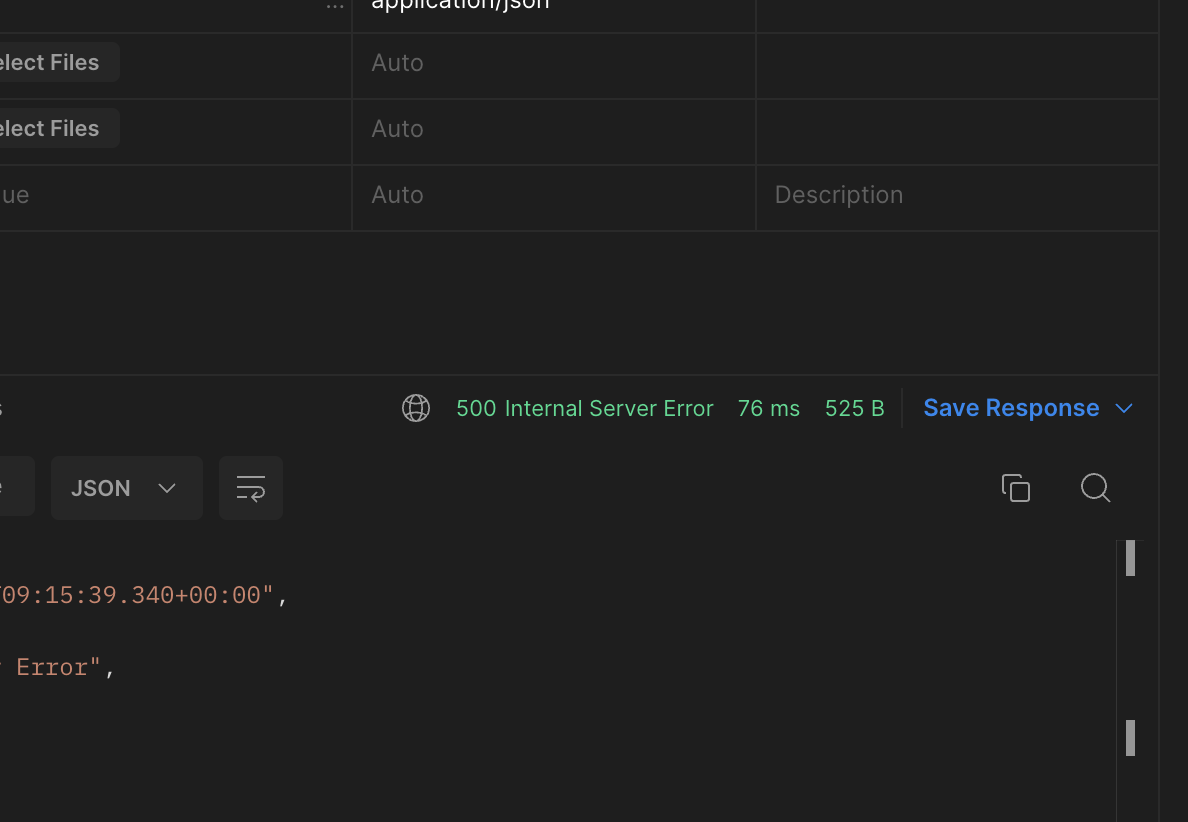 ... application/json
elect Files Auto
elect Files Auto
ue Auto Description
500 Internal Server Error 76 ms 525 B Save Response
JSON
09:15:39.340+00:00",
Error",